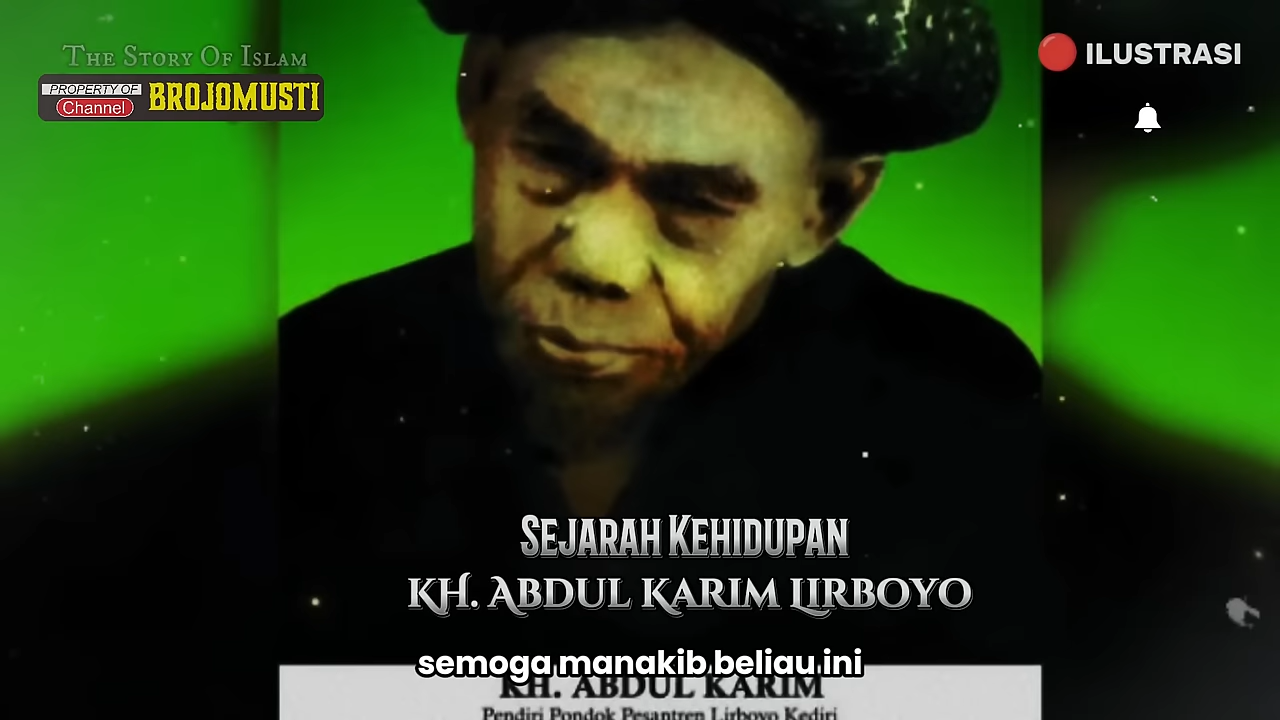 THE STORY OF ISLAM
PROPERTY OF
Channel
BROJOMUSTI
ILUSTRASI
SEJARAH KEHIDUPAN
KH. ABDUL KARIM LIRBOYO
semoga manakib beliau ini
KH. ABDUL KARIM
Pendiri Pondok Pesantren Lirboyo Kediri